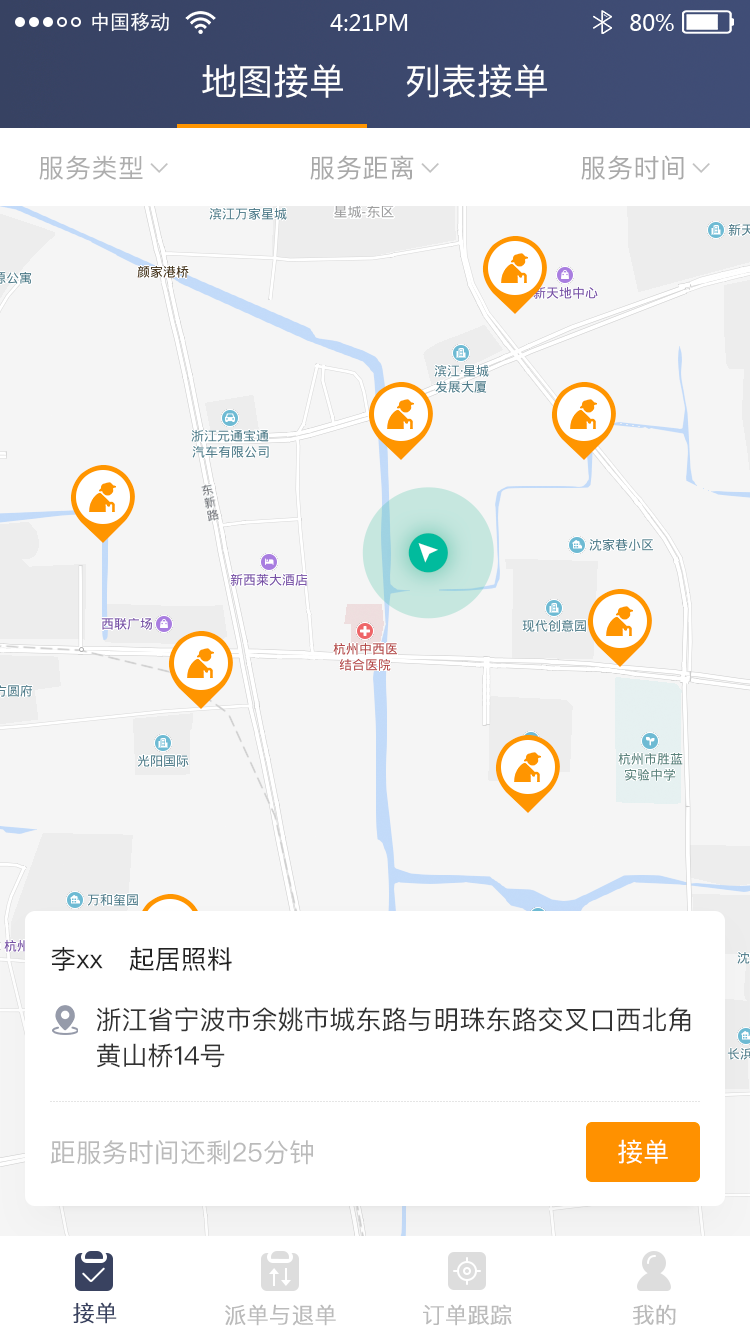 中国移动
4:21PM
80%
地图接单 列表接单
服务类型 服务距离 服务时间
滨江万家星城
星城-东区
新天
颜家港桥
源公寓
新天地中心
滨江·星城
发展大厦
浙江元通宝通
汽车有限公司
东新路
沈家巷小区
新西莱大酒店
西联广场
现代创意园
杭州中西医
结合医院
方圆府
光阳国际
杭州市胜蓝
实验中学
万和玺园
杭州
沈
长浜
李xx 起居照料
浙江省宁波市余姚市城东路与明珠东路交叉口西北角
黄山桥14号
距服务时间还剩25分钟
接单
接单 派单与退单 订单跟踪 我的